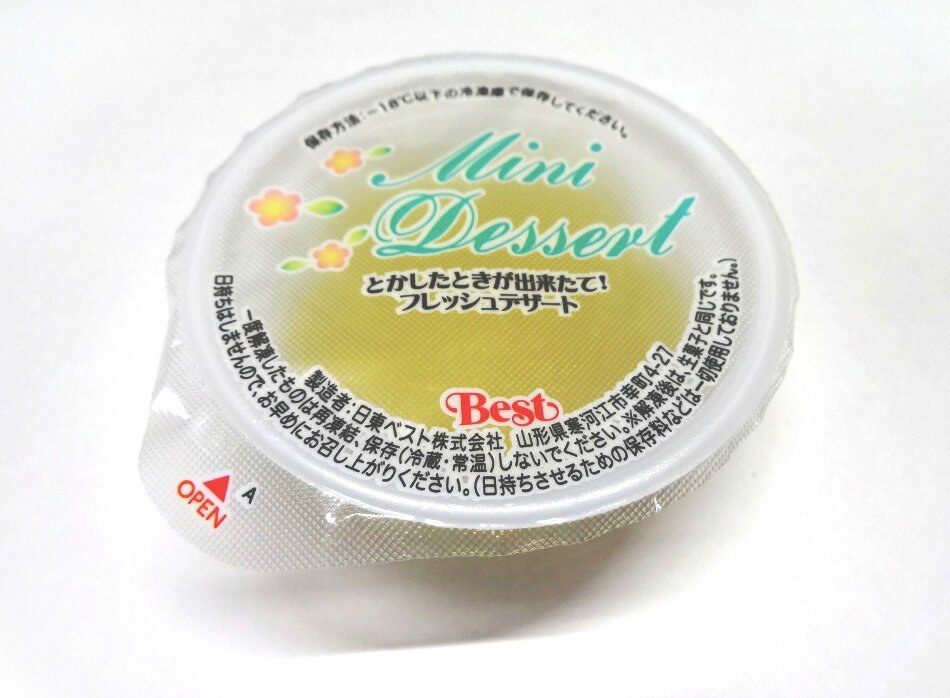 保存方法:−18℃以下の冷凍庫で保存してください。
Mini
Dessert
とかしたときが出来たて!
フレッシュデザート
Best
製造者:日東ベスト株式会社 山形県寒河江市幸町4-27
一度解凍したものは再凍結、保存(冷蔵・常温)しないでください。※解凍後は、生菓子と同じです。
日持ちはしませんので、お早めにお召し上がりください。(日持ちさせるための保存料などは一切使用しておりません。)
OPEN
A